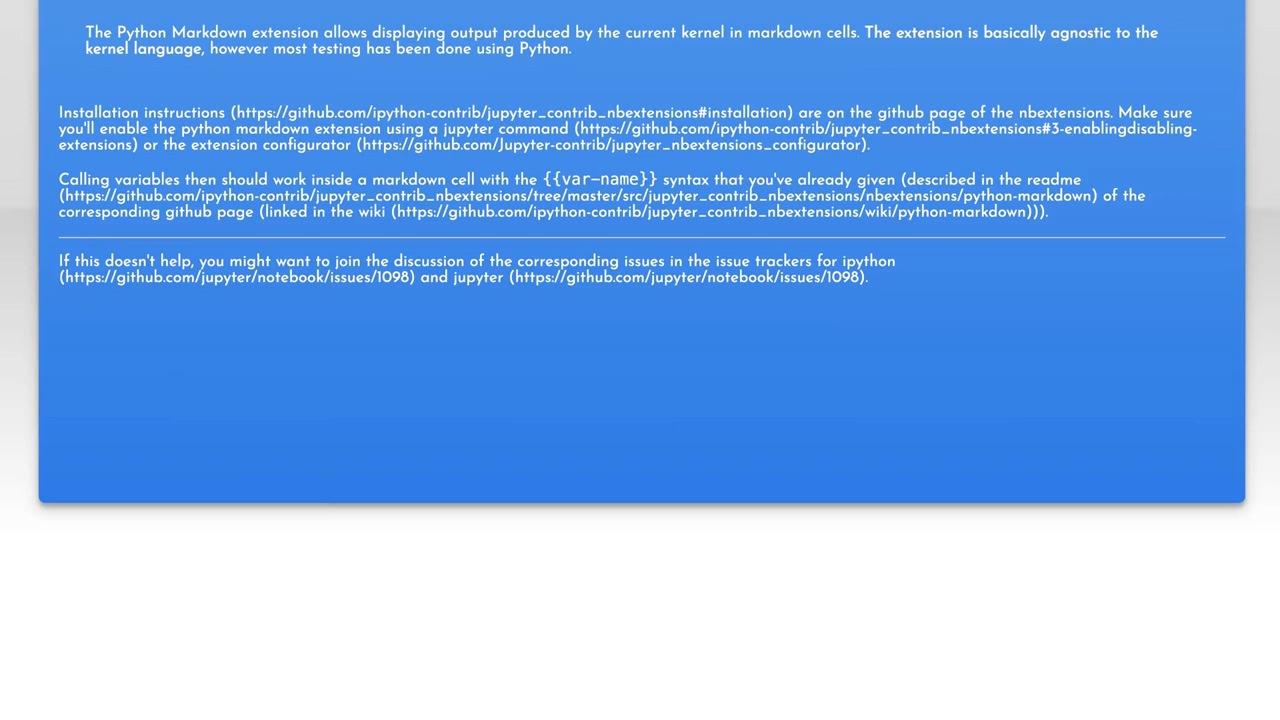 The Python Markdown extension allows displaying output produced by the current kernel in markdown cells. The extension is basically agnostic to the
kernel language, however most testing has been done using Python.
Installation instructions (https://github.com/ipython-contrib/jupyter_contrib_nbextensions#installation) are on the github page of the nbextensions. Make sure
you'll enable the python markdown extension using a jupyter command (https://github.com/ipython-contrib/jupyter_contrib_nbextensions#3-enablingdisabling-
extensions) or the extension configurator (https://github.com/Jupyter-contrib/jupyter_nbextensions_configurator).
Calling variables then should work inside a markdown cell with the {{var-name}} syntax that you've already given (described in the readme
(https://github.com/ipython-contrib/jupyter_contrib_nbextensions/tree/master/src/jupyter_contrib_nbextensions/nbextensions/python-markdown) of the
corresponding github page (linked in the wiki (https://github.com/ipython-contrib/jupyter_contrib_nbextensions/wiki/python-markdown))).
If this doesn't help, you might want to join the discussion of the corresponding issues in the issue trackers for ipython
(https://github.com/jupyter/notebook/issues/1098) and jupyter (https://github.com/jupyter/notebook/issues/1098).